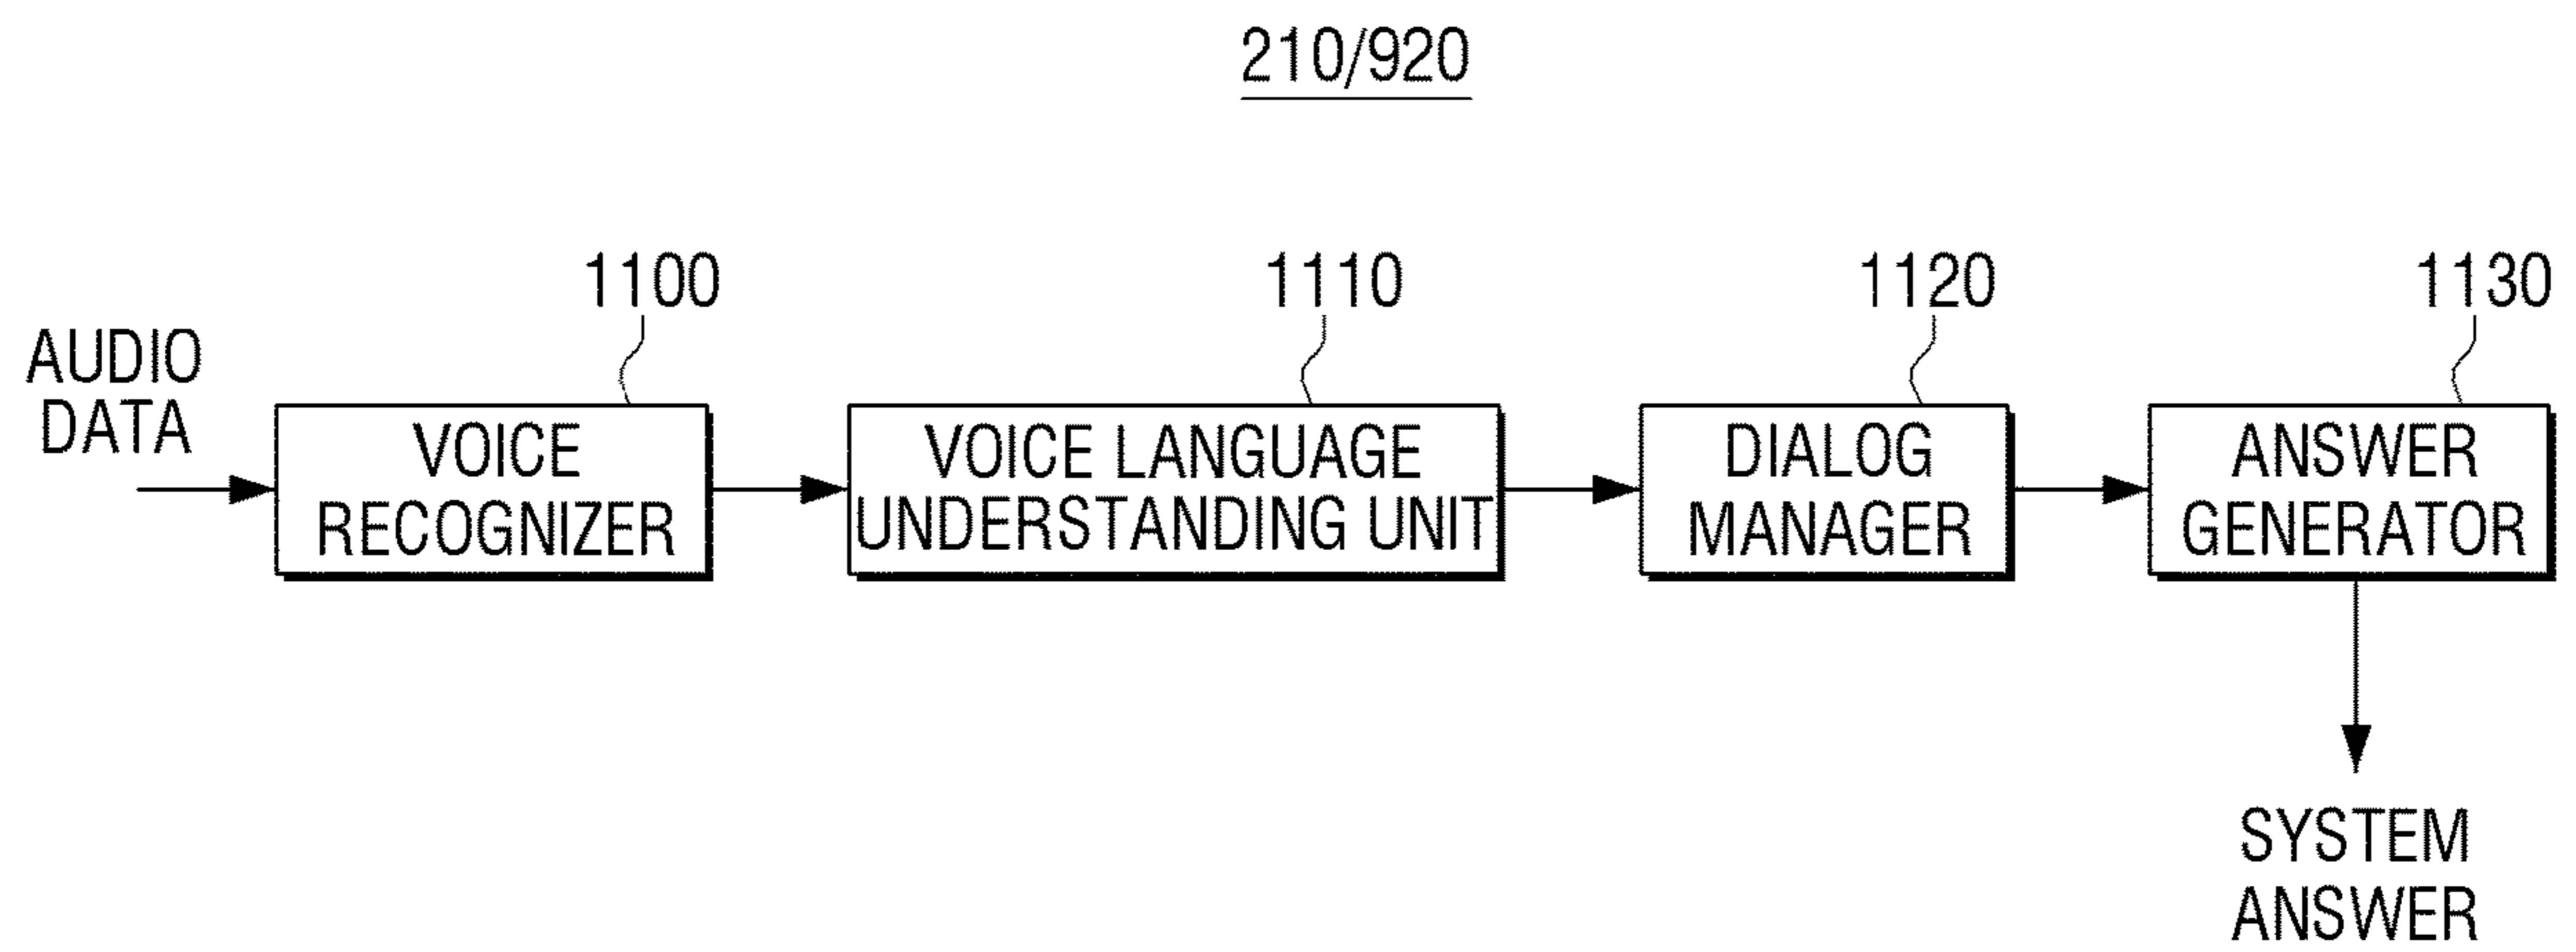 210/920
1100
1110
1120
1130
AUDIO
DATA
VOICE
RECOGNIZER
VOICE LANGUAGE
UNDERSTANDING UNIT
DIALOG
MANAGER
ANSWER
GENERATOR
SYSTEM
ANSWER